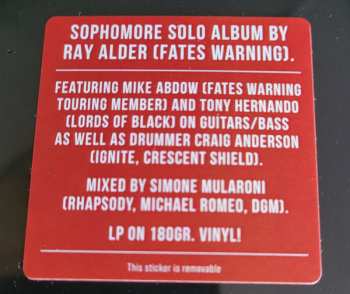 SOPHOMORE SOLO ALBUM BY
RAY ALDER (FATES WARNING).
FEATURING MIKE ABDOW (FATES WARNING
TOURING MEMBER) AND TONY HERNANDO
(LORDS OF BLACK) ON GUITARS/BASS
AS WELL AS DRUMMER CRAIG ANDERSON
(IGNITE, CRESCENT SHIELD).
MIXED BY SIMONE MULARONI
(RHAPSODY, MICHAEL ROMEO, DGM).
LP ON 180GR. VINYL!
This sticker is removable